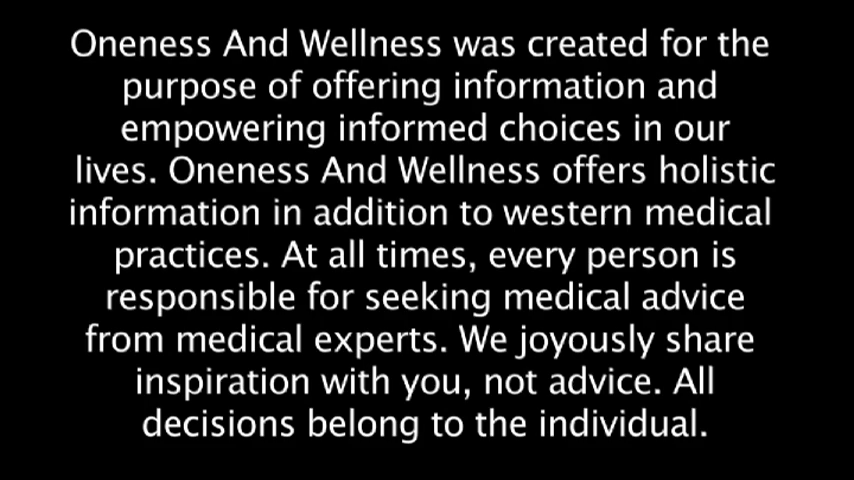 Oneness And Wellness was created for the
purpose of offering information and
empowering informed choices in our
lives. Oneness And Wellness offers holistic
information in addition to western medical
practices. At all times, every person is
responsible for seeking medical advice
from medical experts. We joyously share
inspiration with you, not advice. All
decisions belong to the individual.